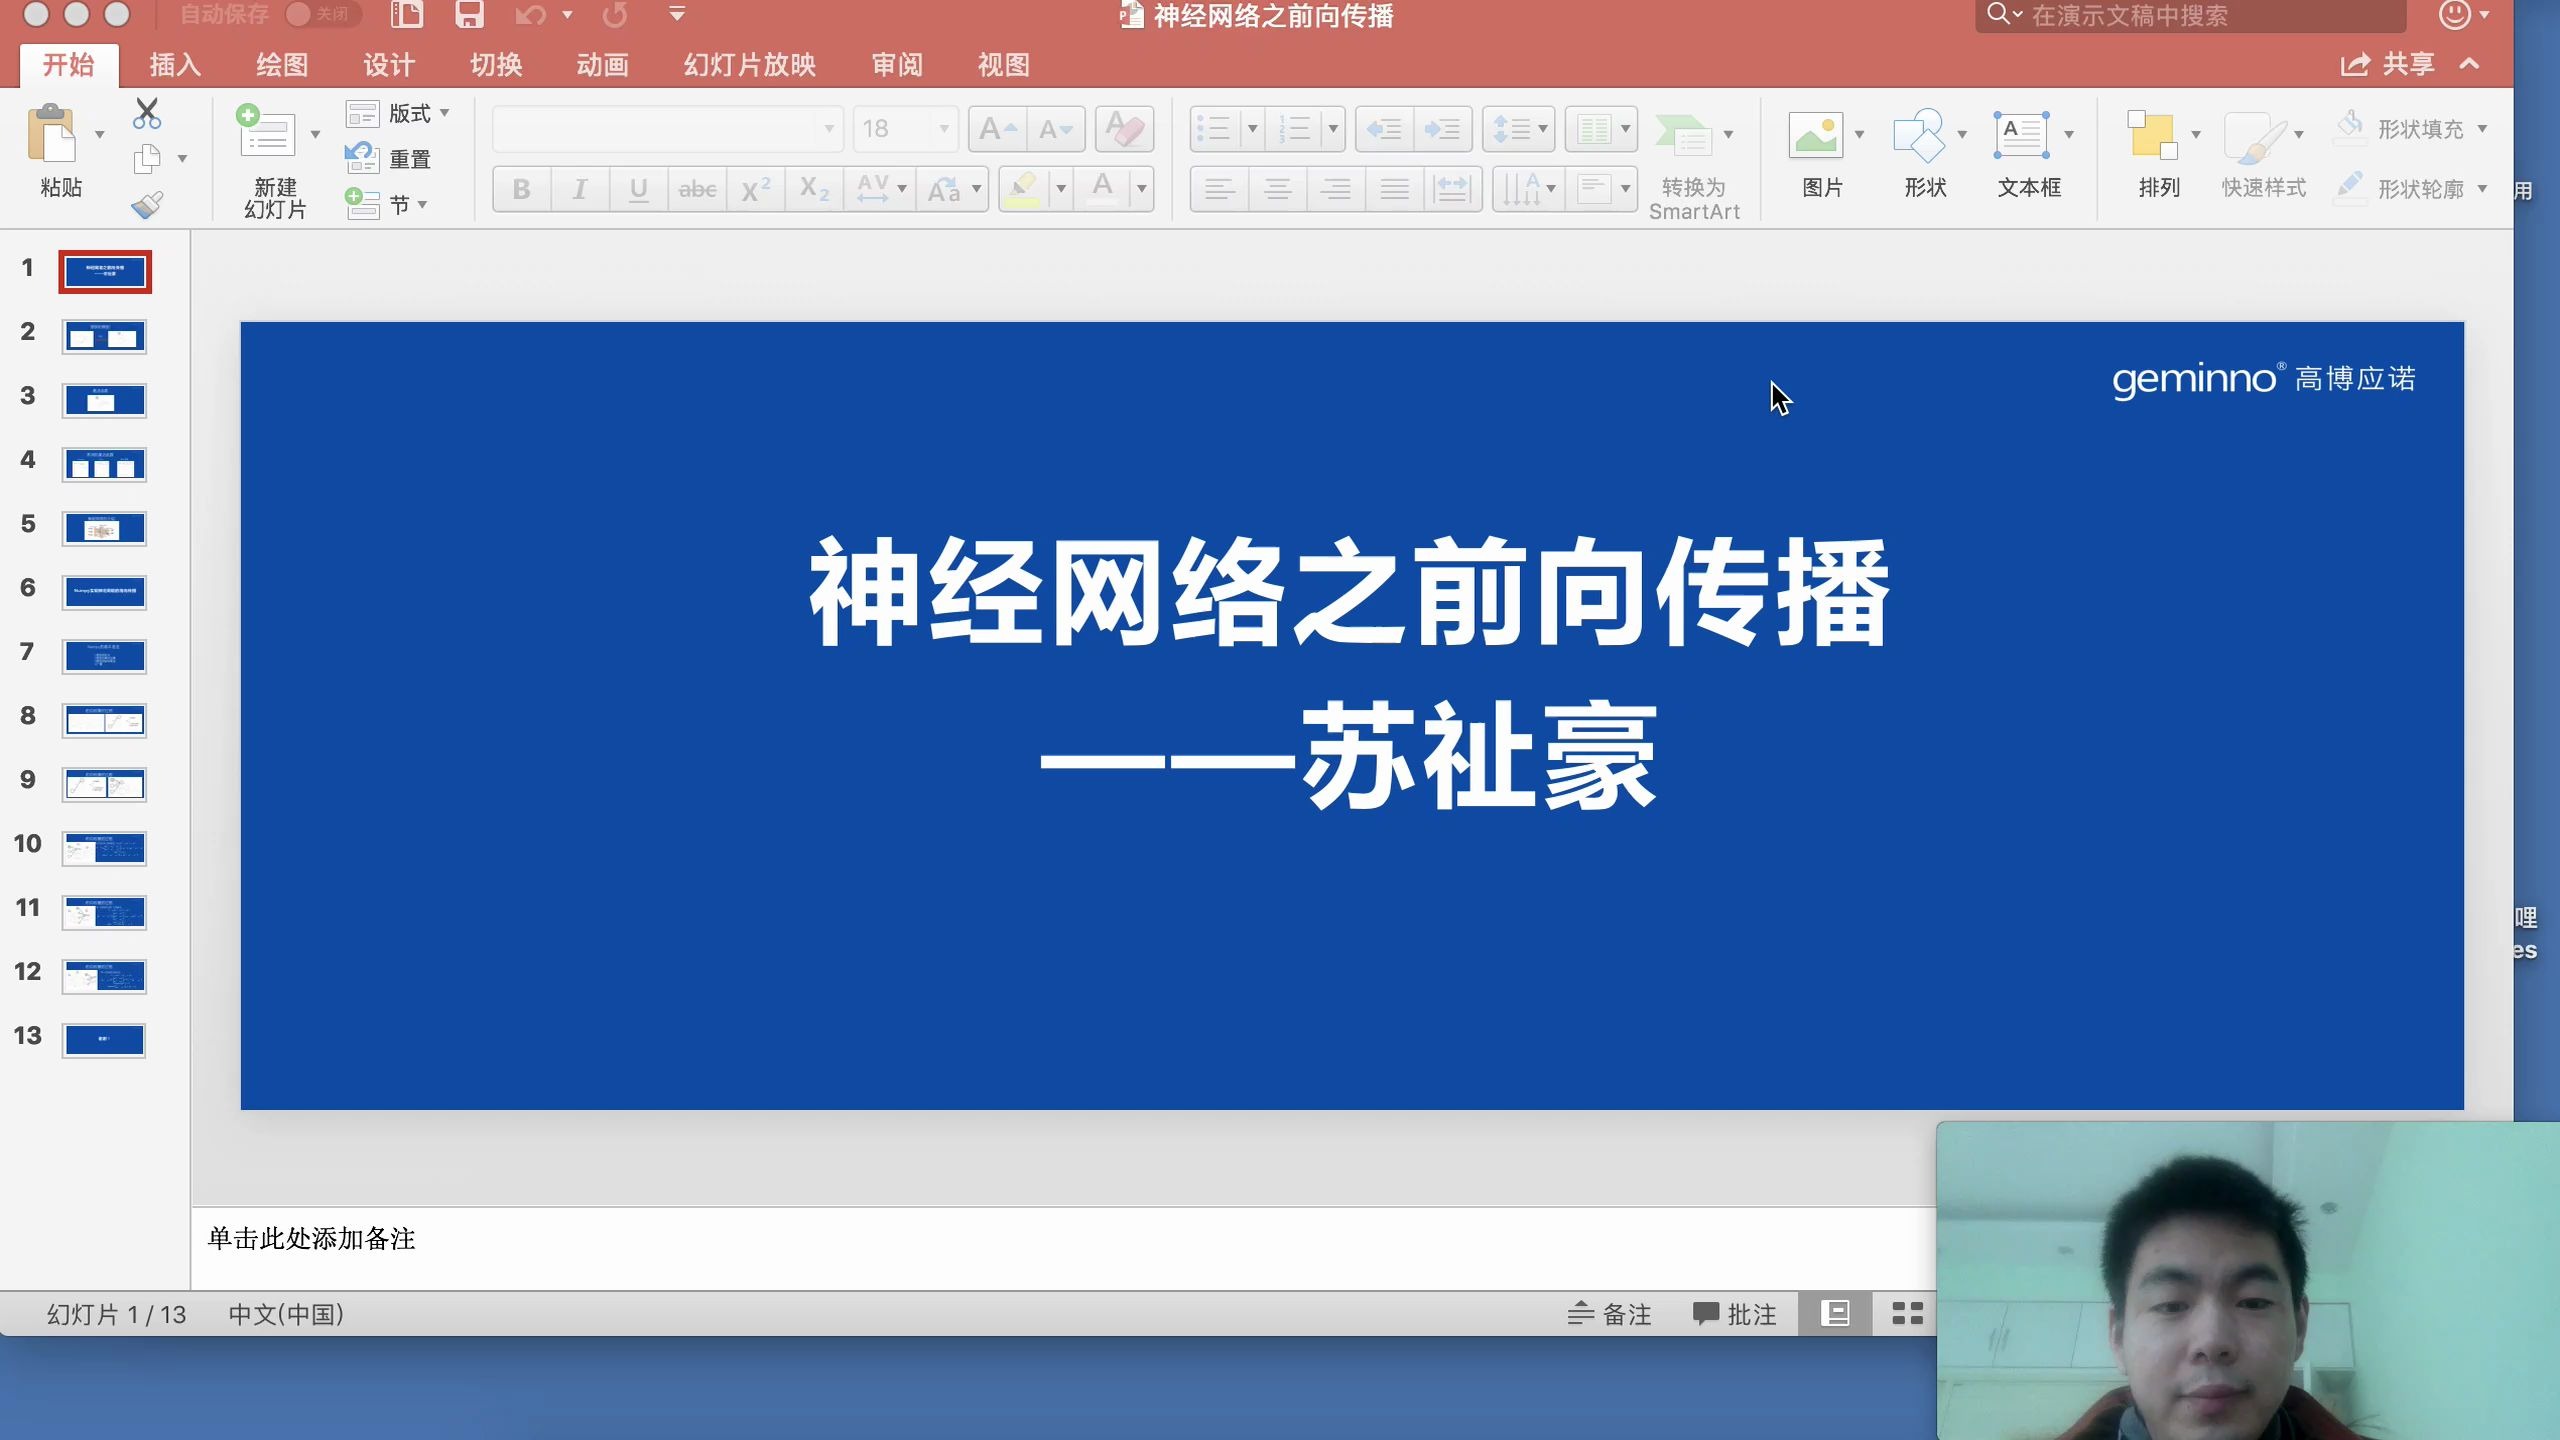 自动保存 关闭
神经网络之前向传播
在演示文稿中搜索
开始 插入 绘图 设计 切换 动画 幻灯片放映 审阅 视图
共享
粘贴
新建
幻灯片
版式
重置
节
18
转换为
SmartArt
图片
形状
文本框
排列
快速样式
形状填充
形状轮廓
用
1
2
3
4
5
6
7
8
9
10
11
12
13
geminno® 高博应诺
神经网络之前向传播
——苏祉豪
哩
es
单击此处添加备注
幻灯片 1 / 13 中文(中国)
备注 批注